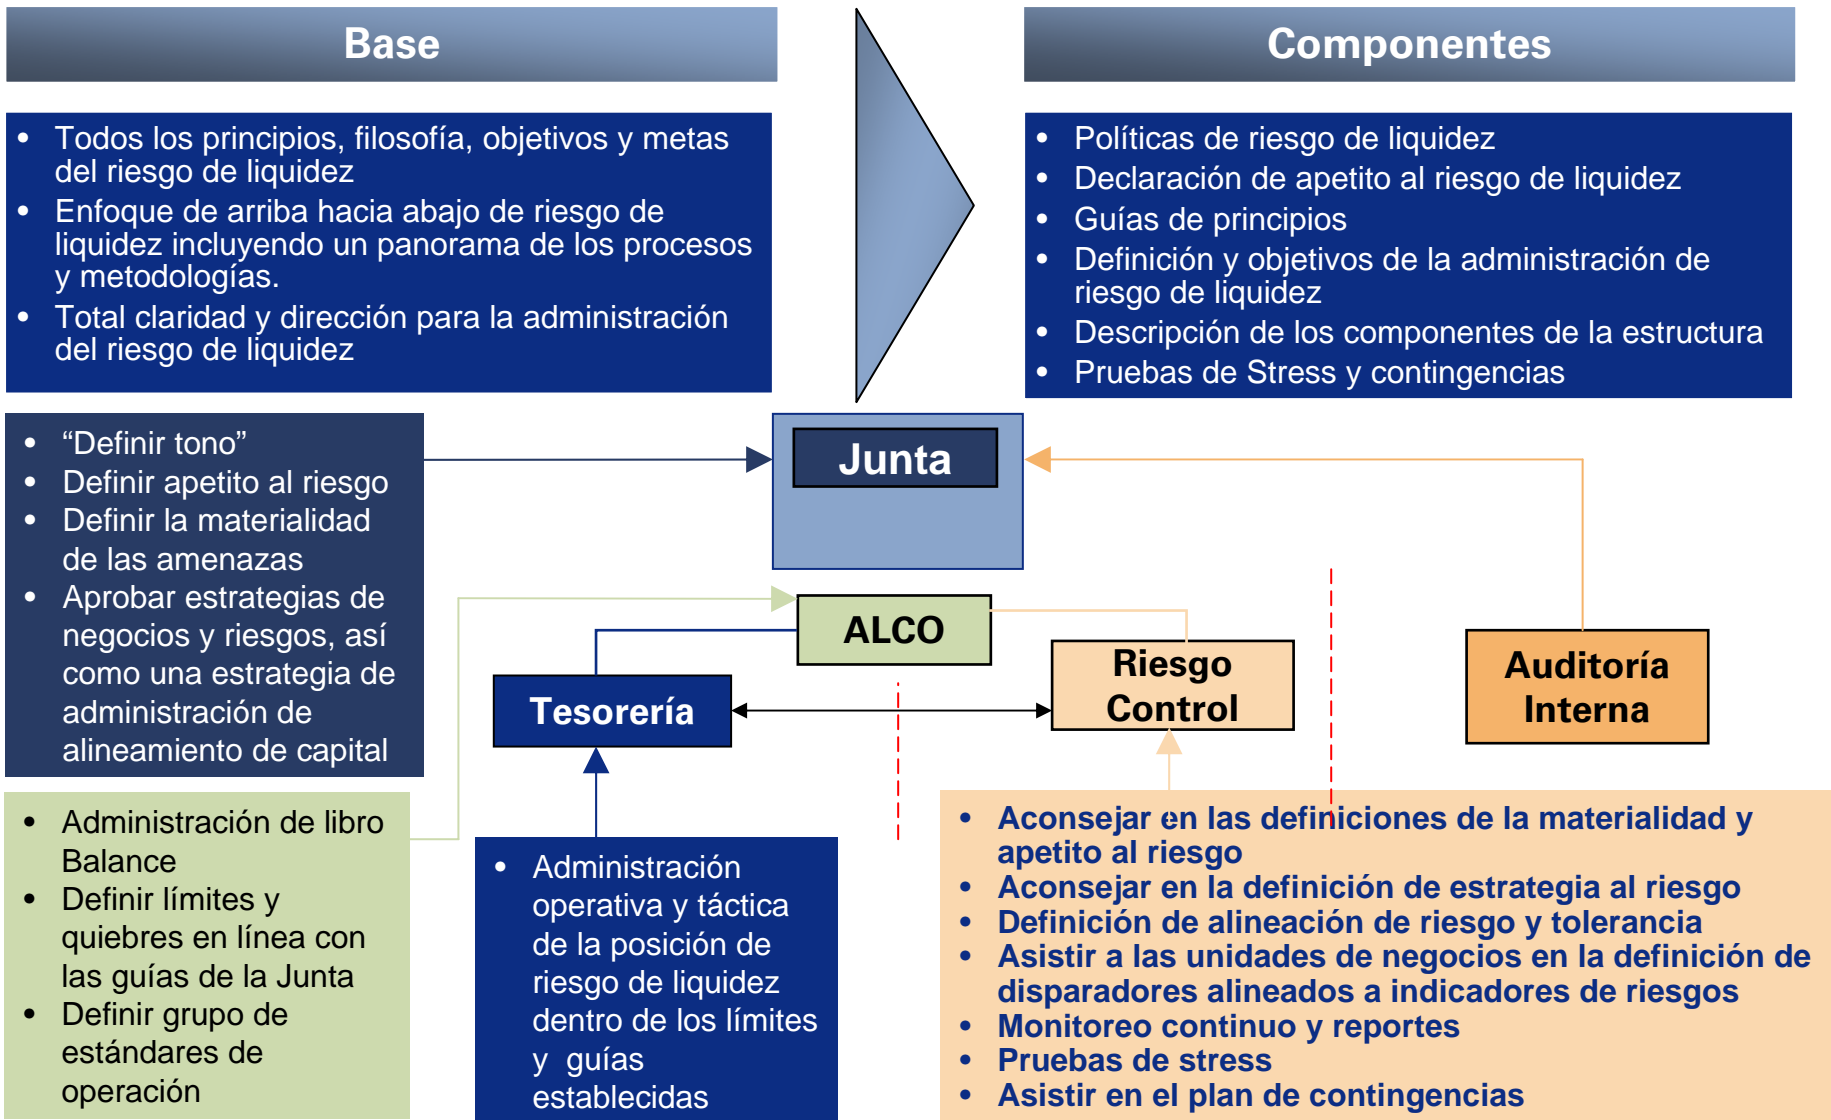 Base
Componentes
• Todos los principios, filosofía, objetivos y metas
del riesgo de liquidez
• Enfoque de arriba hacia abajo de riesgo de
liquidez incluyendo un panorama de los procesos
y metodologías.
• Total claridad y dirección para la administración
del riesgo de liquidez
• Políticas de riesgo de liquidez
• Declaración de apetito al riesgo de liquidez
• Guías de principios
• Definición y objetivos de la administración de
riesgo de liquidez
• Descripción de los componentes de la estructura
• Pruebas de Stress y contingencias
• “Definir tono”
• Definir apetito al riesgo
• Definir la materialidad
de las amenazas
• Aprobar estrategias de
negocios y riesgos, así
como una estrategia de
administración de
alineamiento de capital
Junta
ALCO
Tesorería
Riesgo
Control
Auditoría
Interna
• Administración de libro
Balance
• Definir límites y
quiebres en línea con
las guías de la Junta
• Definir grupo de
estándares de
operación
• Administración
operativa y táctica
de la posición de
riesgo de liquidez
dentro de los límites
y guías
establecidas
• Aconsejar en las definiciones de la materialidad y
apetito al riesgo
• Aconsejar en la definición de estrategia al riesgo
• Definición de alineación de riesgo y tolerancia
• Asistir a las unidades de negocios en la definición de
disparadores alineados a indicadores de riesgos
• Monitoreo continuo y reportes
• Pruebas de stress
• Asistir en el plan de contingencias